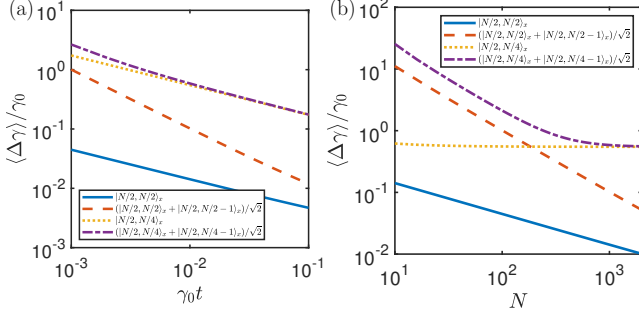 (a)
10^1
10^0
10^-1
10^-2
10^-3
⟨Δγ⟩/γ₀
|N/2, N/2⟩ₓ
(|N/2, N/2⟩ₓ + |N/2, N/2−1⟩ₓ)/√2
|N/2, N/4⟩ₓ
(|N/2, N/4⟩ₓ + |N/2, N/4−1⟩ₓ)/√2
10^-3
10^-2
10^-1
γ₀t
(b)
10^2
10^1
10^0
10^-1
10^-2
⟨Δγ⟩/γ₀
|N/2, N/2⟩ₓ
(|N/2, N/2⟩ₓ + |N/2, N/2−1⟩ₓ)/√2
|N/2, N/4⟩ₓ
(|N/2, N/4⟩ₓ + |N/2, N/4−1⟩ₓ)/√2
10^1
10^2
10^3
N